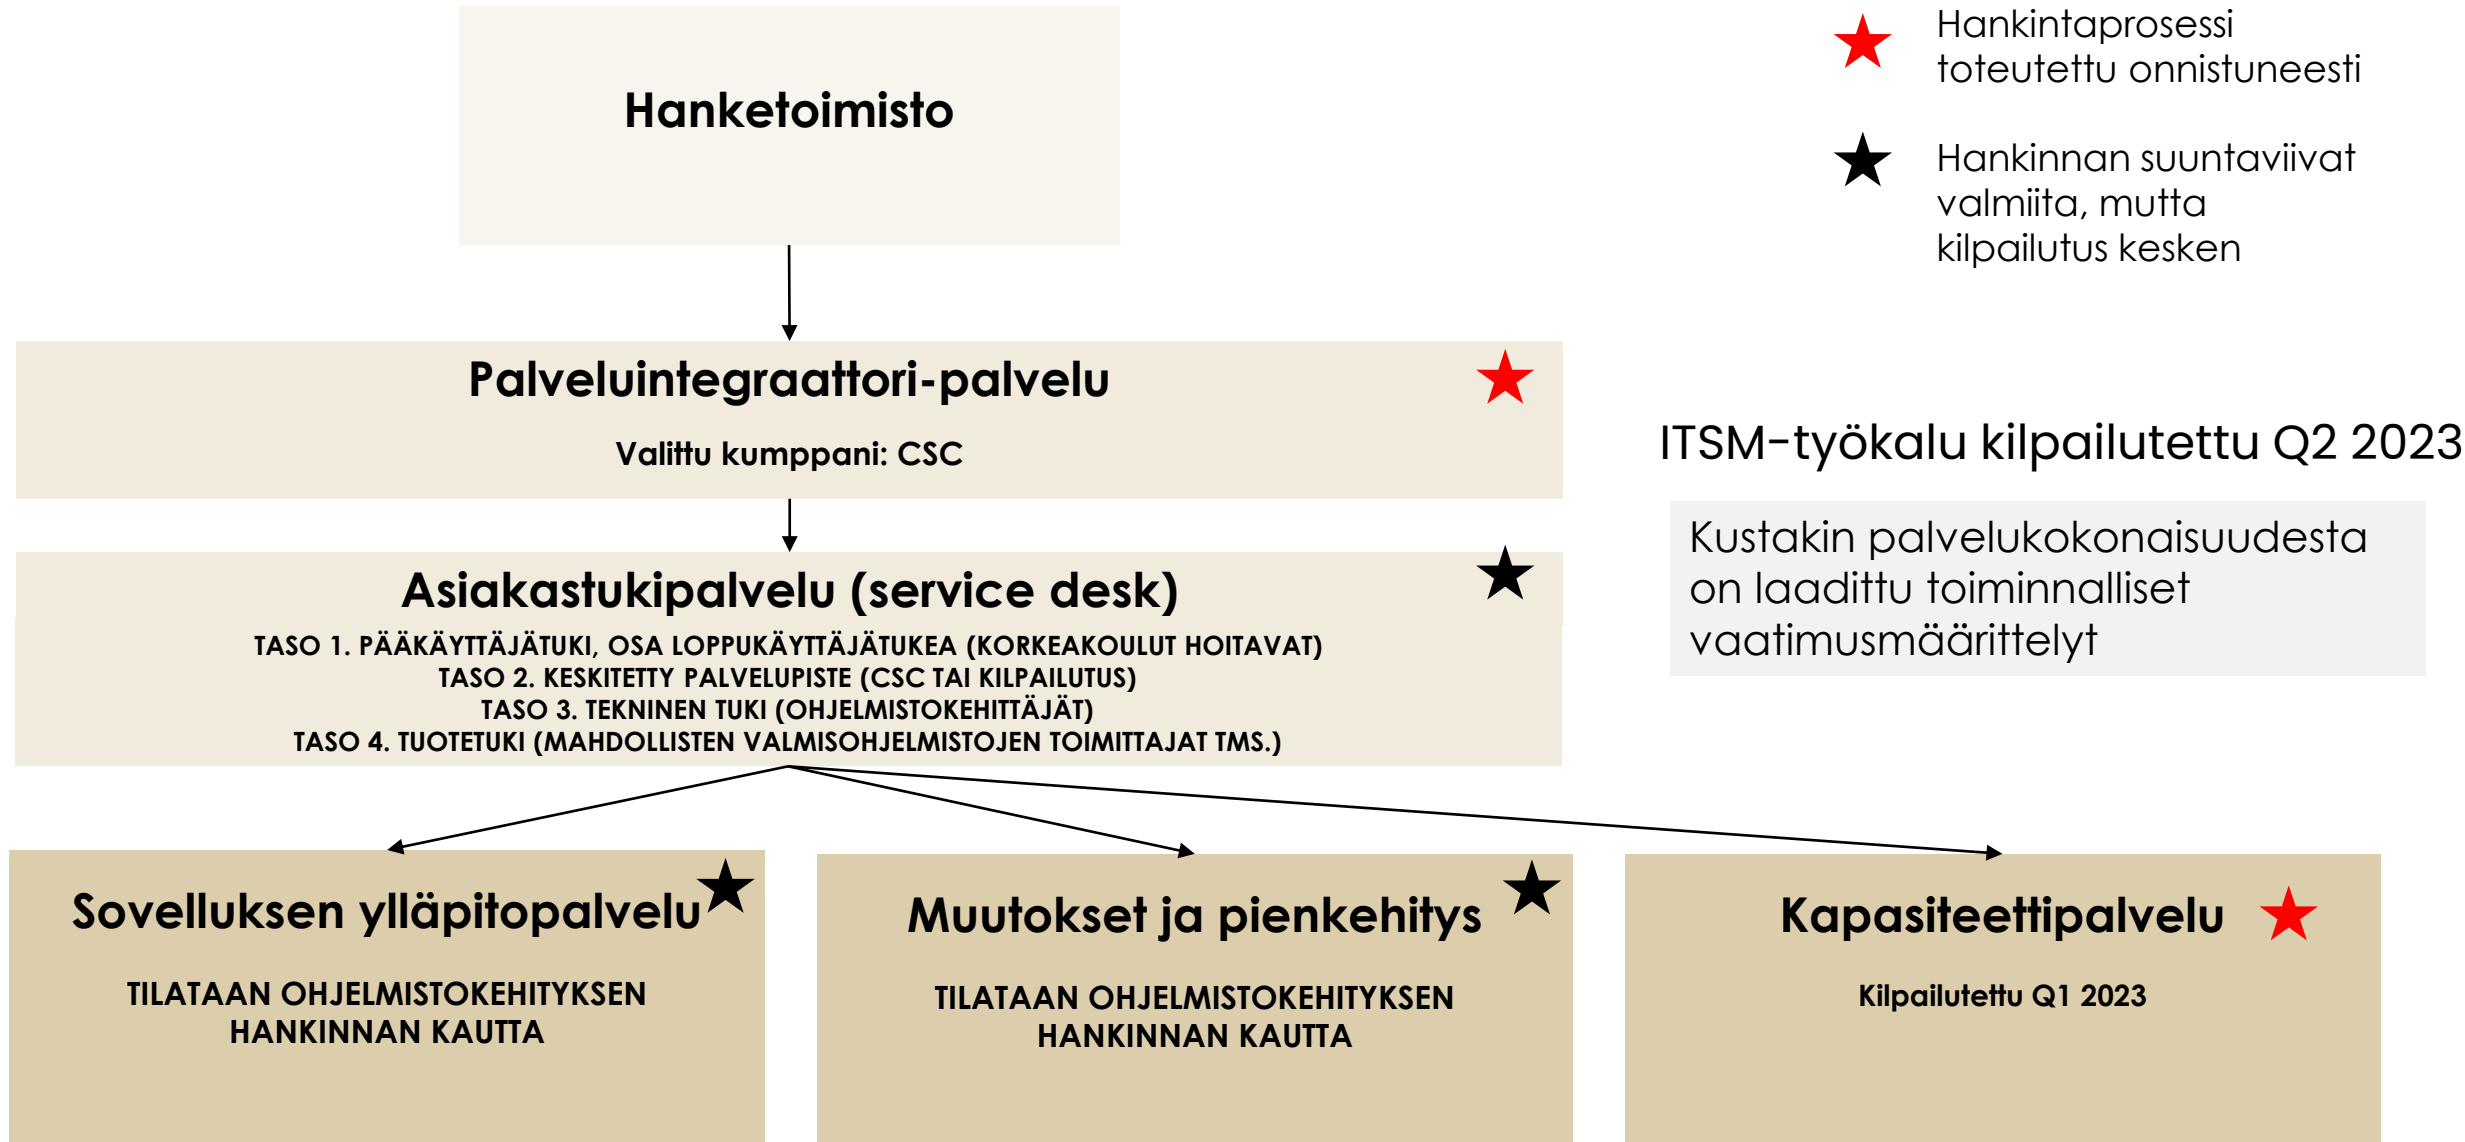 Hanketoimisto
Hankintaprosessi
toteutettu onnistuneesti
Hankinnan suuntaviivat
valmiita, mutta
kilpailutus kesken
Palveluintegraattori-palvelu
Valittu kumppani: CSC
ITSM-työkalu kilpailutettu Q2 2023
Kustakin palvelukokonaisuudesta
on laadittu toiminnalliset
vaatimusmäärittelyt
Asiakastukipalvelu (service desk)
TASO 1. PÄÄKÄYTTÄJÄTUKI, OSA LOPPUKÄYTTÄJÄTUKEA (KORKEAKOULUT HOITAVAT)
TASO 2. KESKITETTY PALVELUPISTE (CSC TAI KILPAILUTUS)
TASO 3. TEKNINEN TUKI (OHJELMISTOKEHITTÄJÄT)
TASO 4. TUOTETUKI (MAHDOLLISTEN VALMISOHJELMISTOJEN TOIMITTAJAT TMS.)
Sovelluksen ylläpitopalvelu
TILATAAN OHJELMISTOKEHITYKSEN
HANKINNAN KAUTTA
Muutokset ja pienkehitys
TILATAAN OHJELMISTOKEHITYKSEN
HANKINNAN KAUTTA
Kapasiteettipalvelu
Kilpailutettu Q1 2023